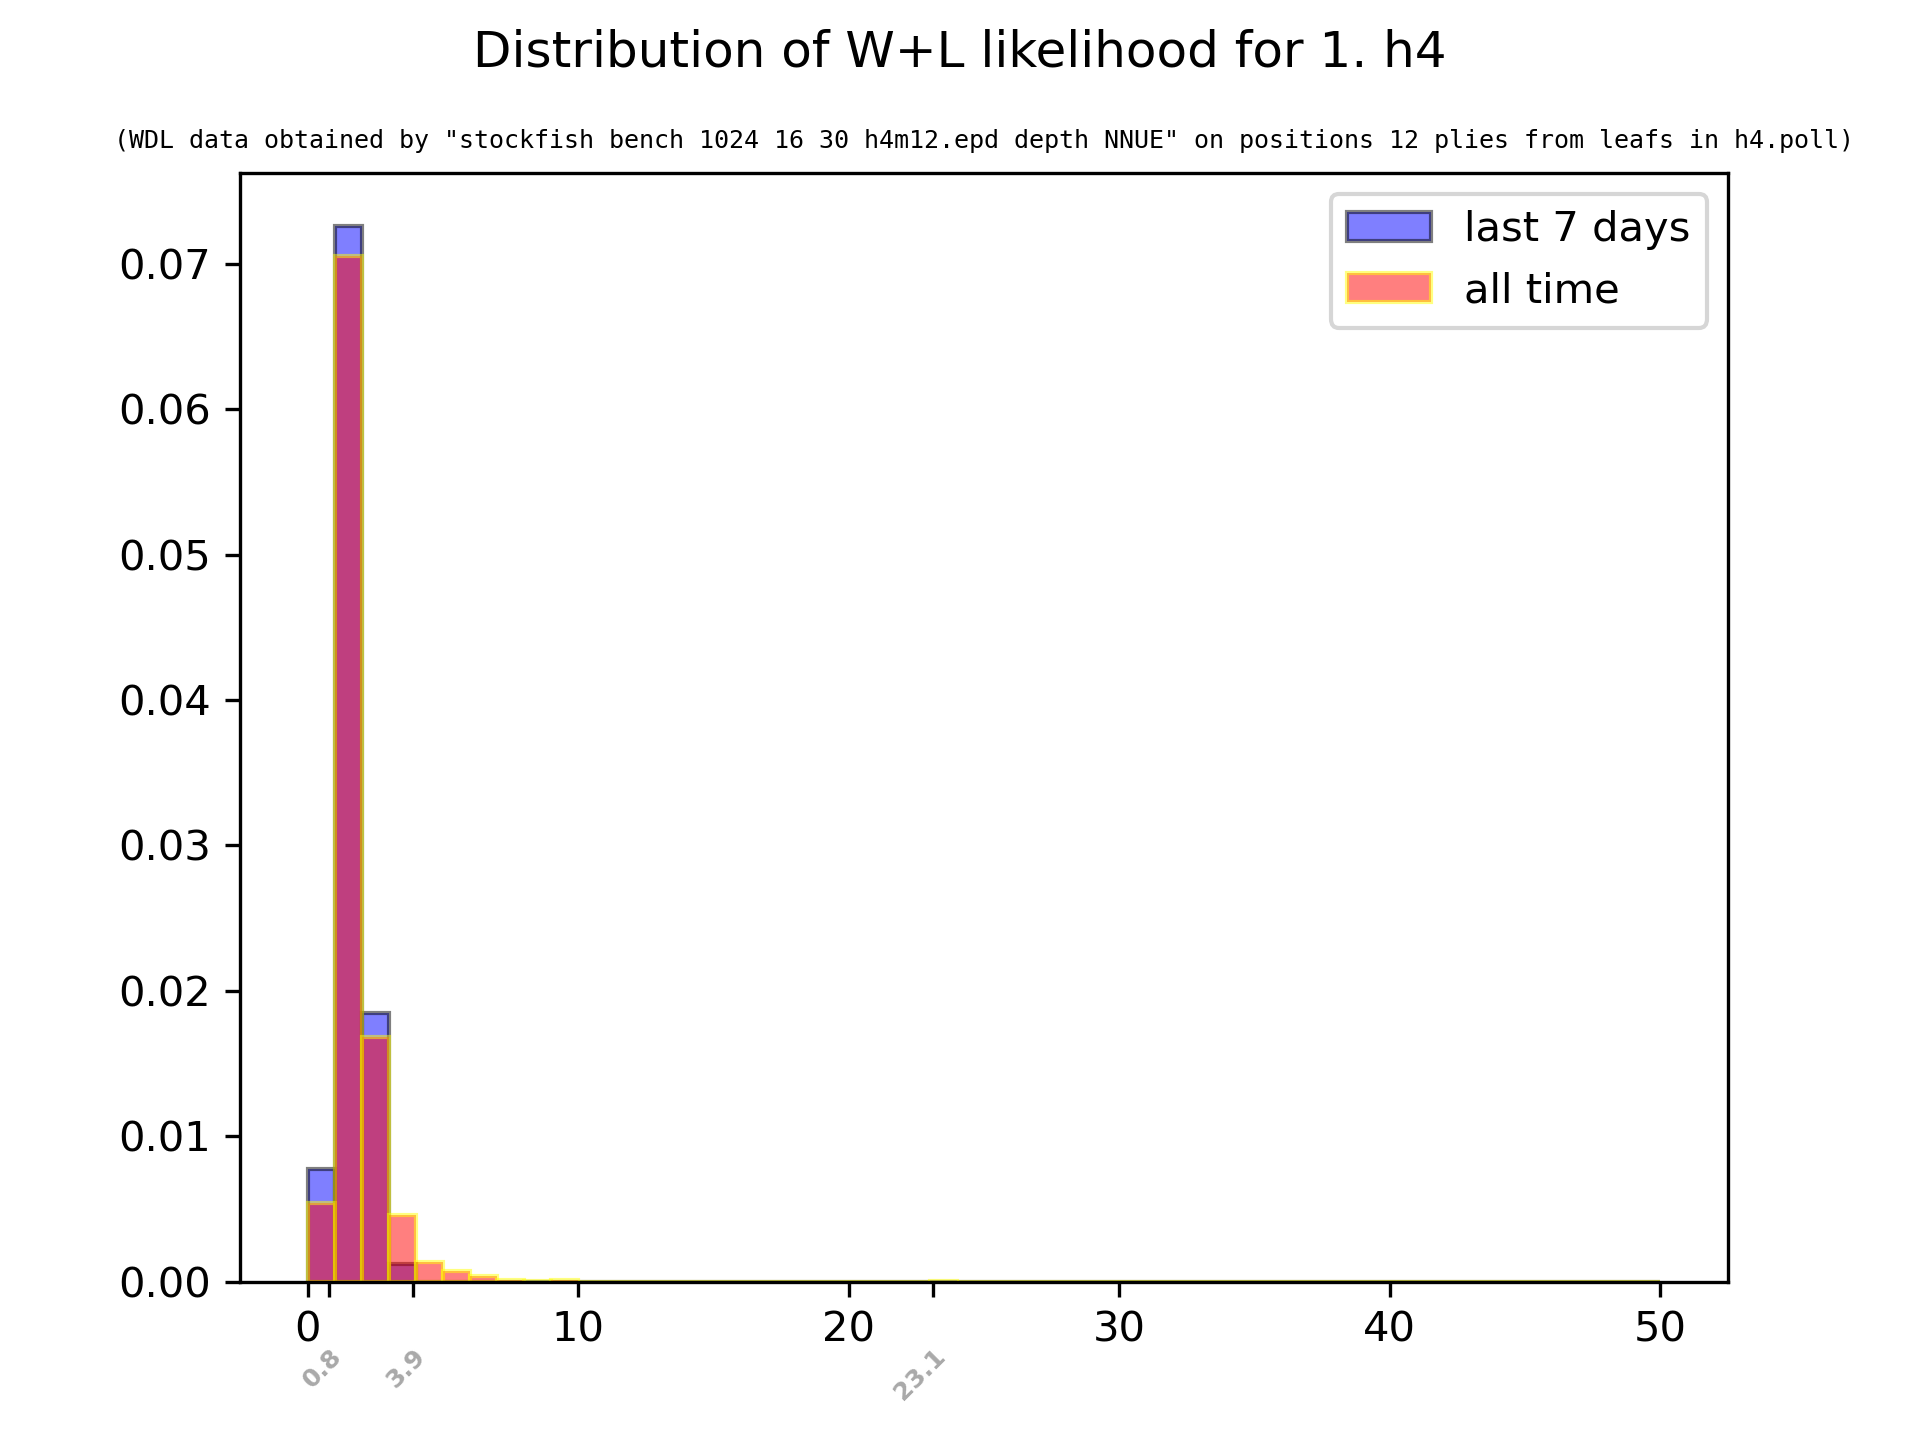 Distribution of W+L likelihood for 1. h4
(WDL data obtained by "stockfish bench 1024 16 30 h4m12.epd depth NNUE" on positions 12 plies from leafs in h4.poll)
last 7 days
all time
0.07
0.06
0.05
0.04
0.03
0.02
0.01
0.00
0 10 20 30 40 50
0.8 3.9 23.1